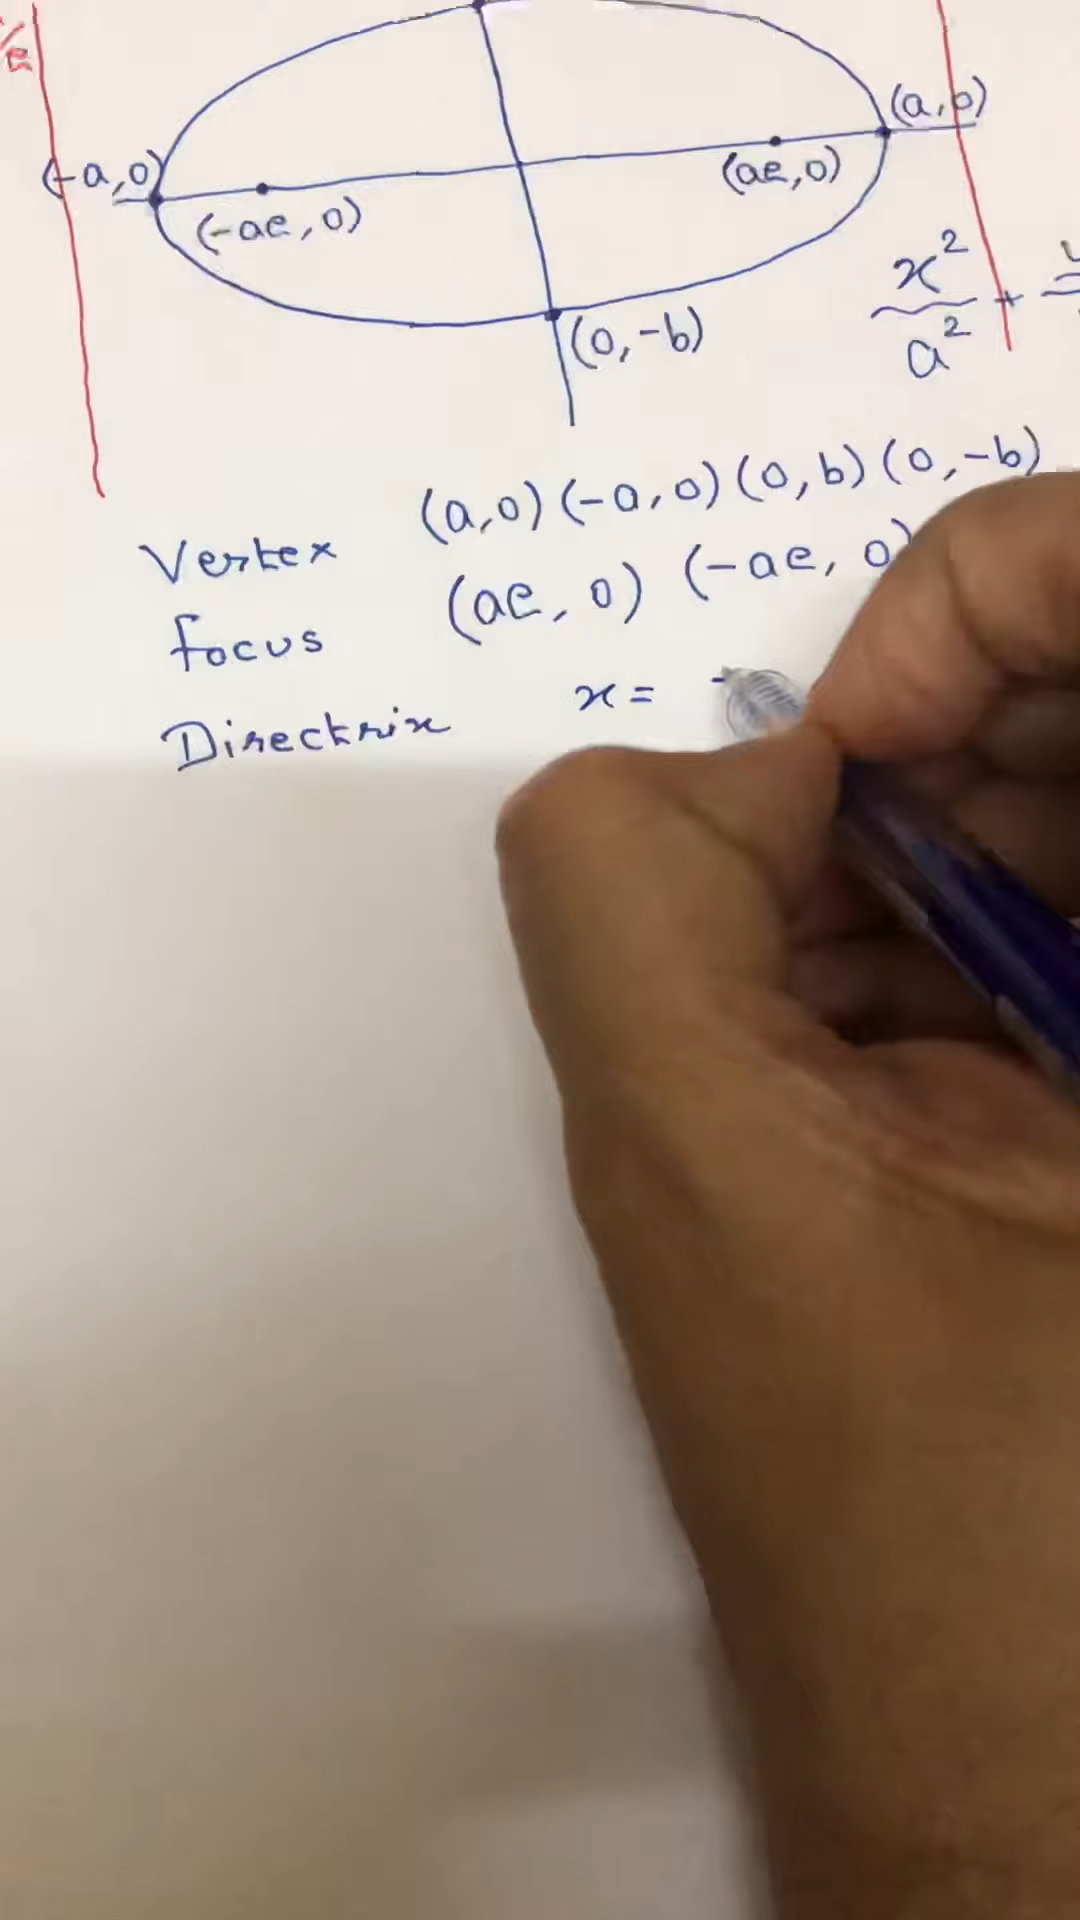 (a,0)
(-a,0)
(-ae,0)
(ae,0)
(0,-b)
x²
a²
+
Vertex (a,0) (-a,0) (0,b) (0,-b)
focus (ae,0) (-ae,0)
Directrix x = -